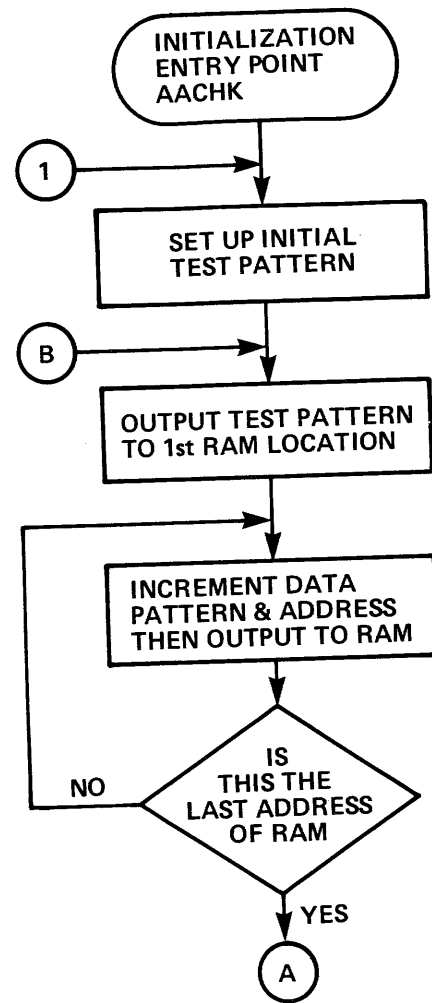 INITIALIZATION
ENTRY POINT
AACHK
1
SET UP INITIAL
TEST PATTERN
B
OUTPUT TEST PATTERN
TO 1st RAM LOCATION
INCREMENT DATA
PATTERN & ADDRESS
THEN OUTPUT TO RAM
IS
THIS THE
LAST ADDRESS
OF RAM
NO
YES
A